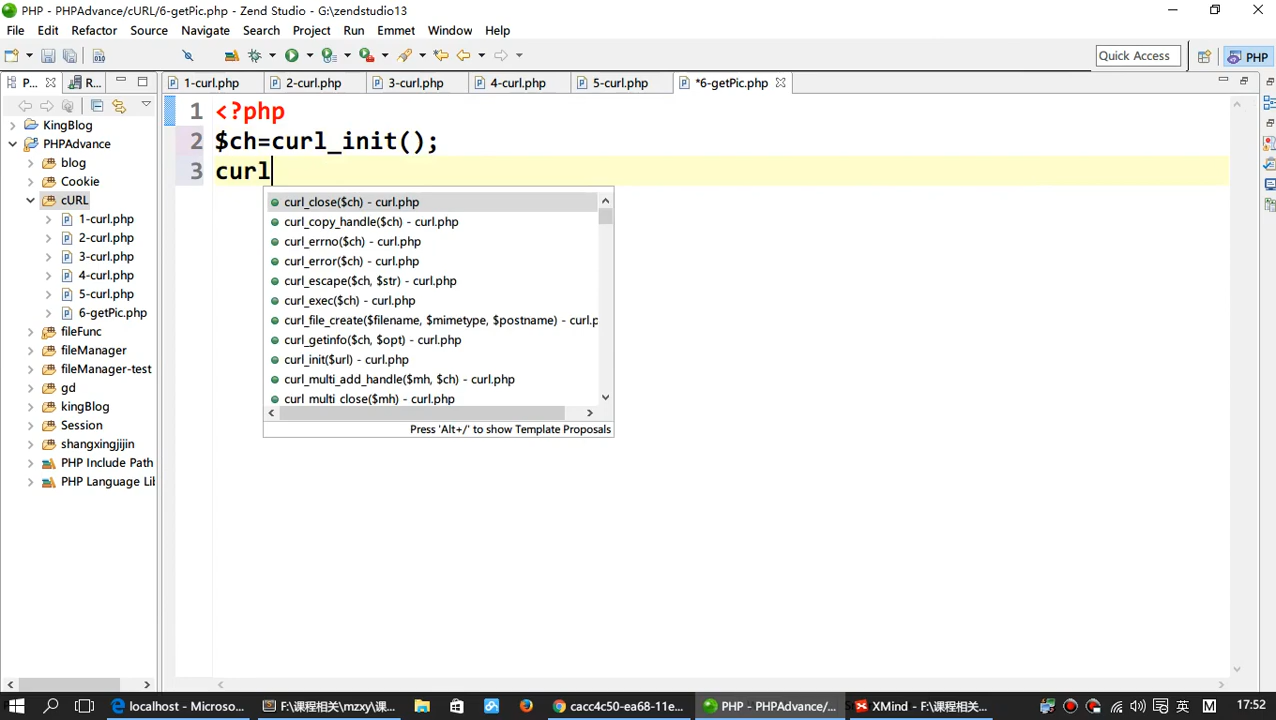 PHP - PHPAdvance/cURL/6-getPic.php - Zend Studio - G:\zendstudio13
File Edit Refactor Source Navigate Search Project Run Emmet Window Help
Quick Access PHP
P... R... 1-curl.php 2-curl.php 3-curl.php 4-curl.php 5-curl.php *6-getPic.php
KingBlog
PHPAdvance
blog
Cookie
cURL
1-curl.php
2-curl.php
3-curl.php
4-curl.php
5-curl.php
6-getPic.php
fileFunc
fileManager
fileManager-test
gd
kingBlog
Session
shangxingjijin
PHP Include Path
PHP Language Lib
1 <?php
2 $ch=curl_init();
3 curl
curl_close($ch) - curl.php
curl_copy_handle($ch) - curl.php
curl_errno($ch) - curl.php
curl_error($ch) - curl.php
curl_escape($ch, $str) - curl.php
curl_exec($ch) - curl.php
curl_file_create($filename, $mimetype, $postname) - curl.p
curl_getinfo($ch, $opt) - curl.php
curl_init($url) - curl.php
curl_multi_add_handle($mh, $ch) - curl.php
curl_multi_close($mh) - curl.php
Press 'Alt+/' to show Template Proposals
localhost - Microso... F:\课程相关\mzxy\课... cacc4c50-ea68-11e... PHP - PHPAdvance/... XMind - F:\课程相关... 英 M 17:52